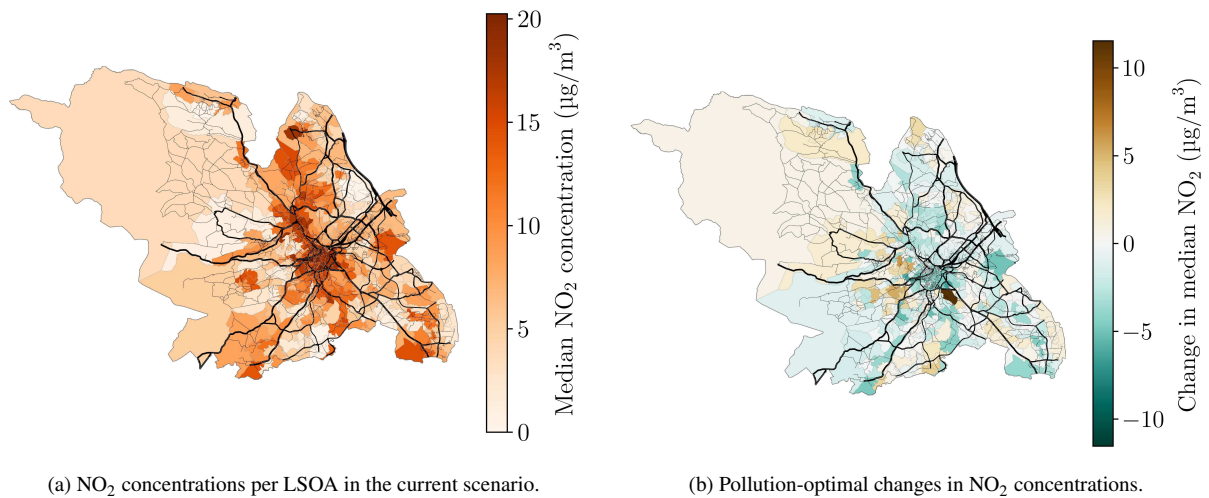 20
15
10
5
0
Median NO₂ concentration (µg/m³)
10
5
0
−5
−10
Change in median NO₂ (µg/m³)
(a) NO₂ concentrations per LSOA in the current scenario.
(b) Pollution-optimal changes in NO₂ concentrations.